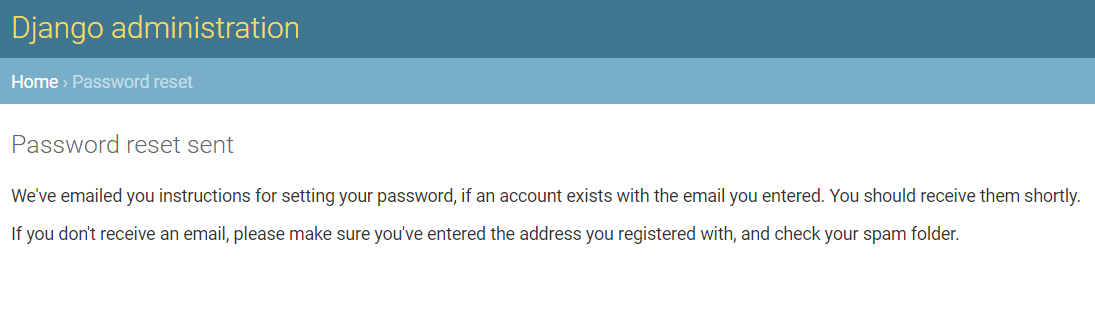 Django administration
Home › Password reset
Password reset sent
We've emailed you instructions for setting your password, if an account exists with the email you entered. You should receive them shortly.
If you don't receive an email, please make sure you've entered the address you registered with, and check your spam folder.